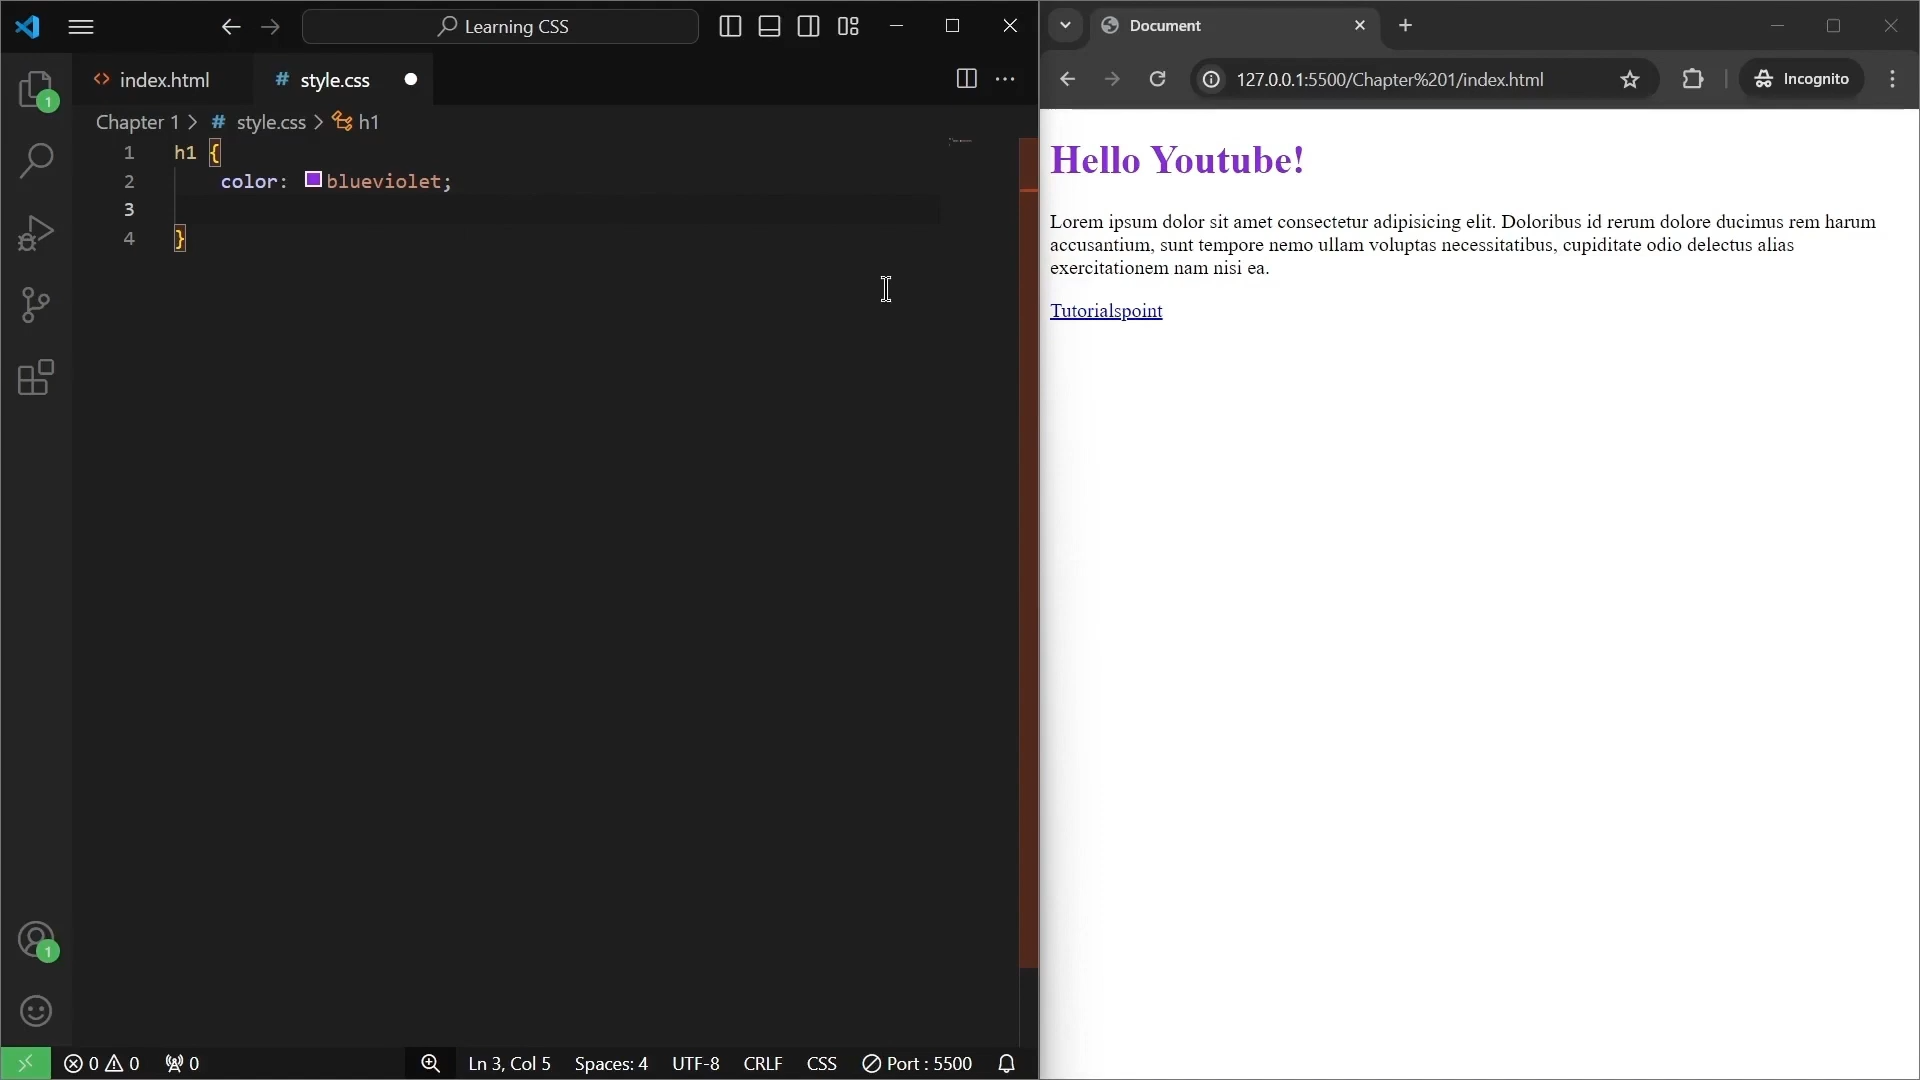 Learning CSS
index.html
# style.css
Chapter 1 > # style.css > h1
1 h1 {
2 color: blueviolet;
3
4 }
1
1
0 0 0
Ln 3, Col 5 Spaces: 4 UTF-8 CRLF CSS Port : 5500
Document
127.0.0.1:5500/Chapter%201/index.html
Incognito
Hello Youtube!
Lorem ipsum dolor sit amet consectetur adipisicing elit. Doloribus id rerum dolore ducimus rem harum
accusantium, sunt tempore nemo ullam voluptas necessitatibus, cupiditate odio delectus alias
exercitationem nam nisi ea.
Tutorialspoint